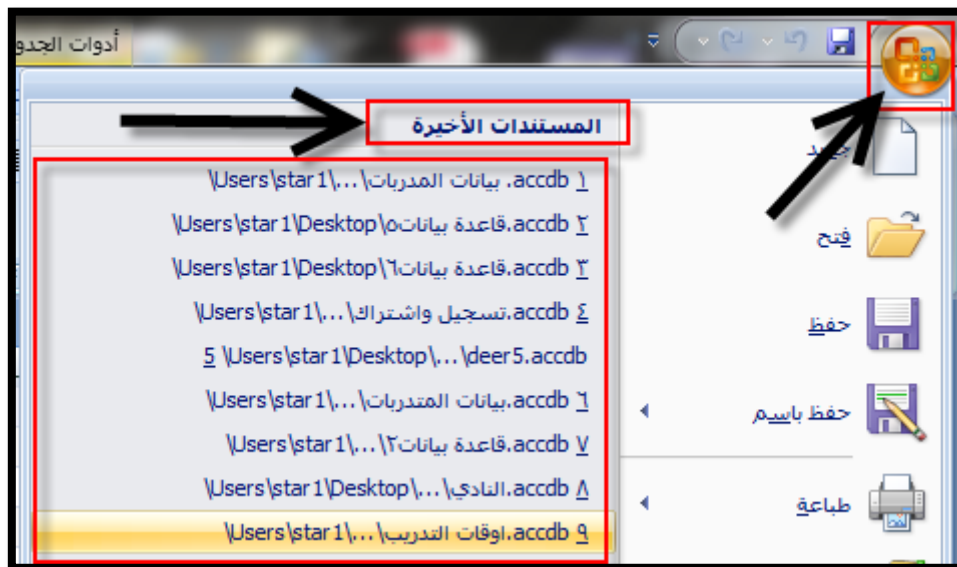 أدوات الجدو
المستندات الأخيرة
١ بيانات المدربات\...\Users\star1\ .accdb
٢ قاعدة بيانات٥\Users\star1\Desktop\.accdb
٣ قاعدة بيانات٦\Users\star1\Desktop\.accdb
٤ تسجيل واشتراك\...\Users\star1\.accdb
5 \Users\star1\Desktop\...\deer5.accdb
٦ بيانات المتدربات\...\Users\star1\.accdb
٧ قاعدة بيانات٢\...\Users\star1\.accdb
٨ النادي\...\Users\star1\Desktop\.accdb
٩ اوقات التدريب\...\Users\star1\.accdb
جديد
فتح
حفظ
حفظ باسم
طباعة